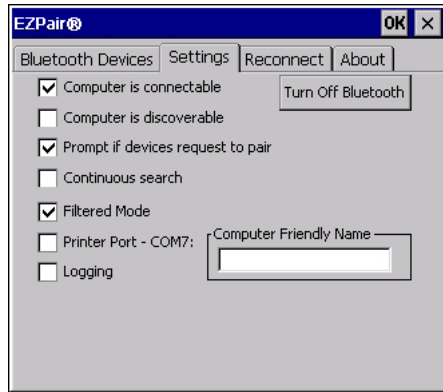 EZPair® OK ×
Bluetooth Devices Settings Reconnect About
Computer is connectable Turn Off Bluetooth
Computer is discoverable
Prompt if devices request to pair
Continuous search
Filtered Mode
Printer Port - COM7: Computer Friendly Name
Logging